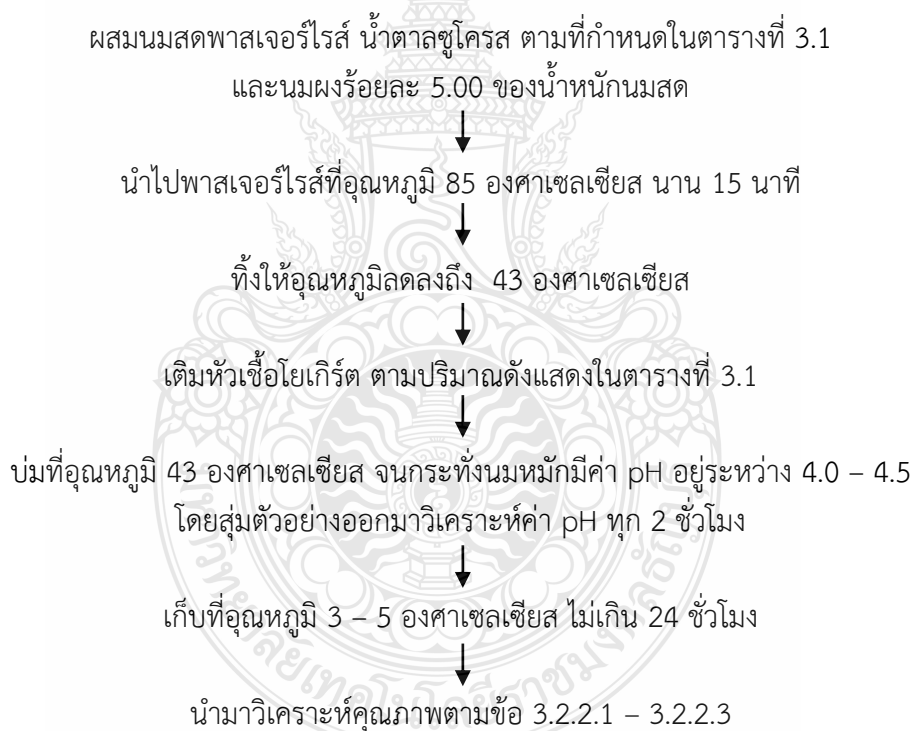 ผสมนมสดพาสเจอร์ไรส์ น้ำตาลซูโครส ตามที่กำหนดในตารางที่ 3.1
และนมผงร้อยละ 5.00 ของน้ำหนักนมสด
นำไปพาสเจอร์ไรส์ที่อุณหภูมิ 85 องศาเซลเซียส นาน 15 นาที
ทิ้งให้อุณหภูมิลดลงถึง 43 องศาเซลเซียส
เติมหัวเชื้อโยเกิร์ต ตามปริมาณดังแสดงในตารางที่ 3.1
บ่มที่อุณหภูมิ 43 องศาเซลเซียส จนกระทั่งนมหมักมีค่า pH อยู่ระหว่าง 4.0 – 4.5
โดยสุ่มตัวอย่างออกมาวิเคราะห์ค่า pH ทุก 2 ชั่วโมง
เก็บที่อุณหภูมิ 3 – 5 องศาเซลเซียส ไม่เกิน 24 ชั่วโมง
นำมาวิเคราะห์คุณภาพตามข้อ 3.2.2.1 – 3.2.2.3